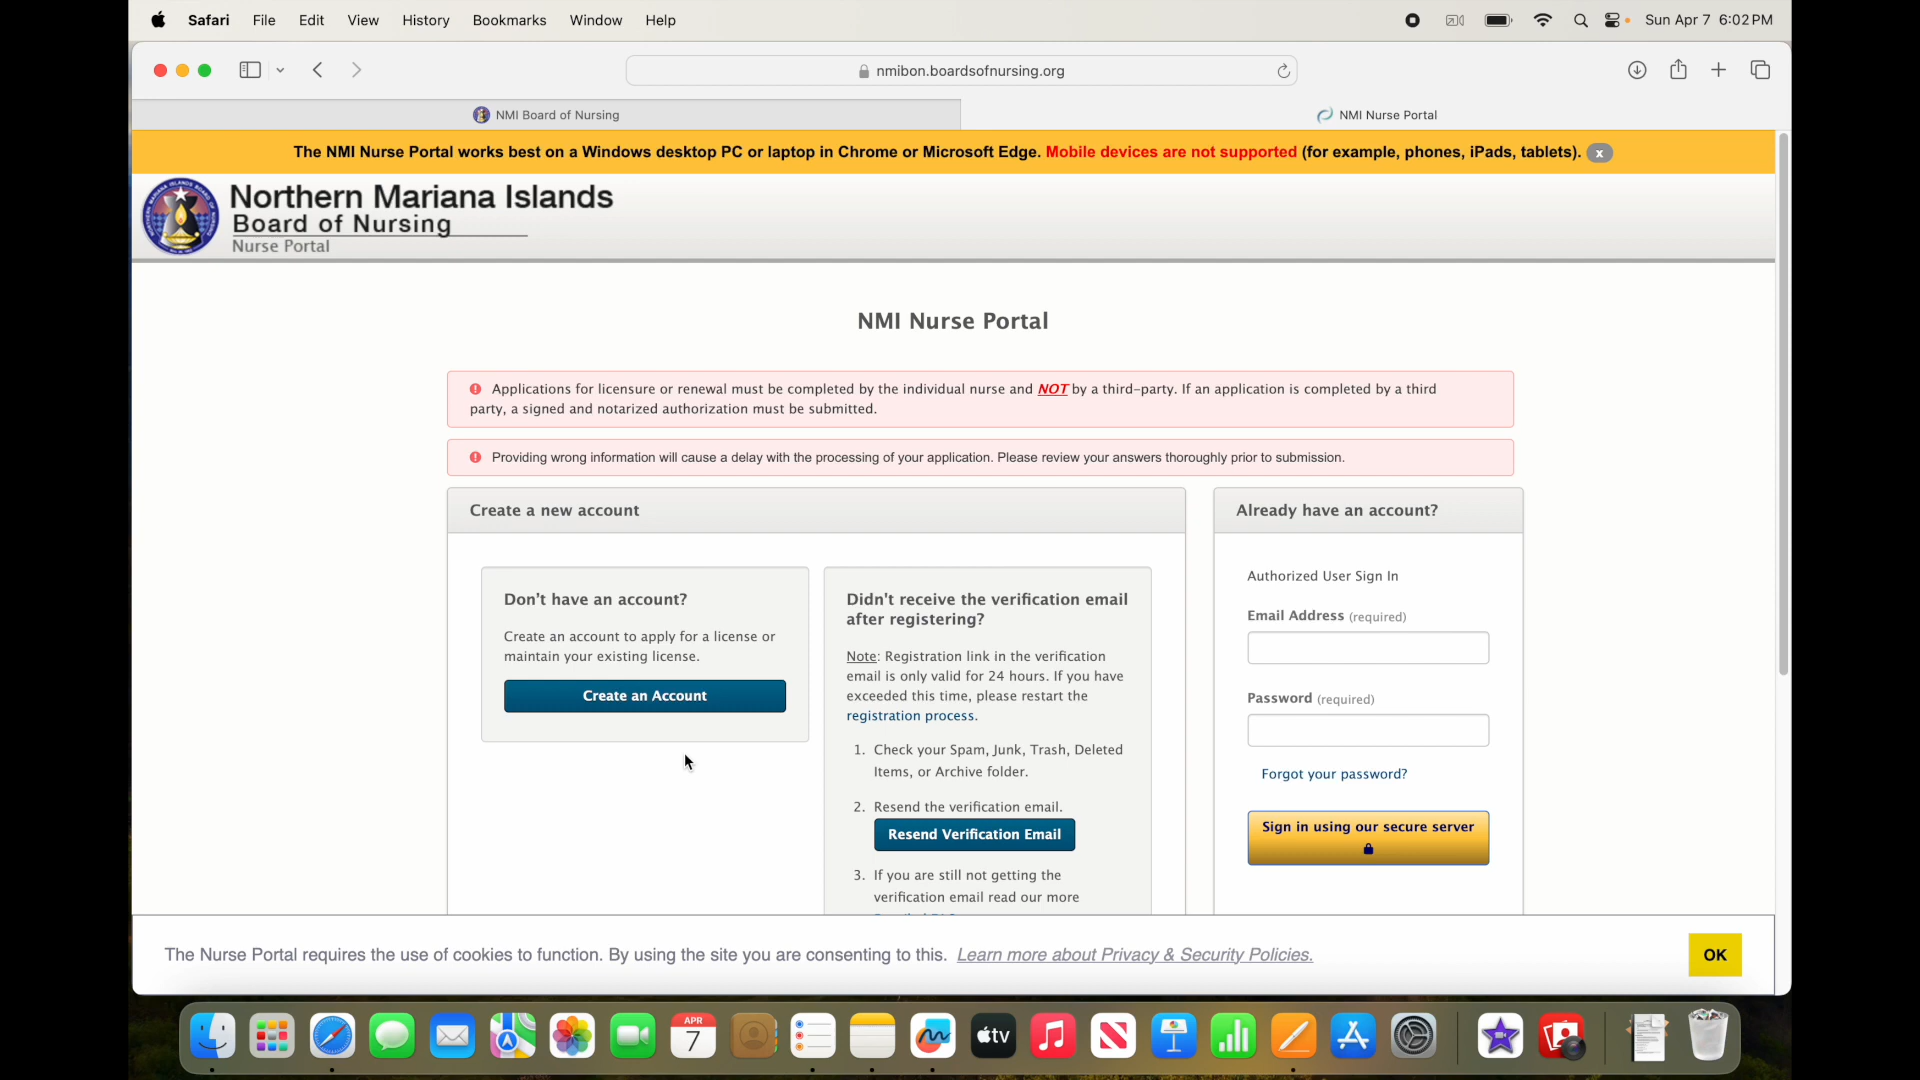 Safari File Edit View History Bookmarks Window Help Sun Apr 7 6:02 PM
nmibon.boardsofnursing.org
NMI Board of Nursing NMI Nurse Portal
The NMI Nurse Portal works best on a Windows desktop PC or laptop in Chrome or Microsoft Edge. Mobile devices are not supported (for example, phones, iPads, tablets). x
Northern Mariana Islands
Board of Nursing
Nurse Portal
NMI Nurse Portal
Applications for licensure or renewal must be completed by the individual nurse and NOT by a third-party. If an application is completed by a third
party, a signed and notarized authorization must be submitted.
Providing wrong information will cause a delay with the processing of your application. Please review your answers thoroughly prior to submission.
Create a new account
Don't have an account?
Create an account to apply for a license or
maintain your existing license.
Create an Account
Didn't receive the verification email
after registering?
Note: Registration link in the verification
email is only valid for 24 hours. If you have
exceeded this time, please restart the
registration process.
1. Check your Spam, Junk, Trash, Deleted
Items, or Archive folder.
2. Resend the verification email.
Resend Verification Email
3. If you are still not getting the
verification email read our more
Already have an account?
Authorized User Sign In
Email Address (required)
Password (required)
Forgot your password?
Sign in using our secure server
The Nurse Portal requires the use of cookies to function. By using the site you are consenting to this. Learn more about Privacy & Security Policies.
OK
APR
7
tv